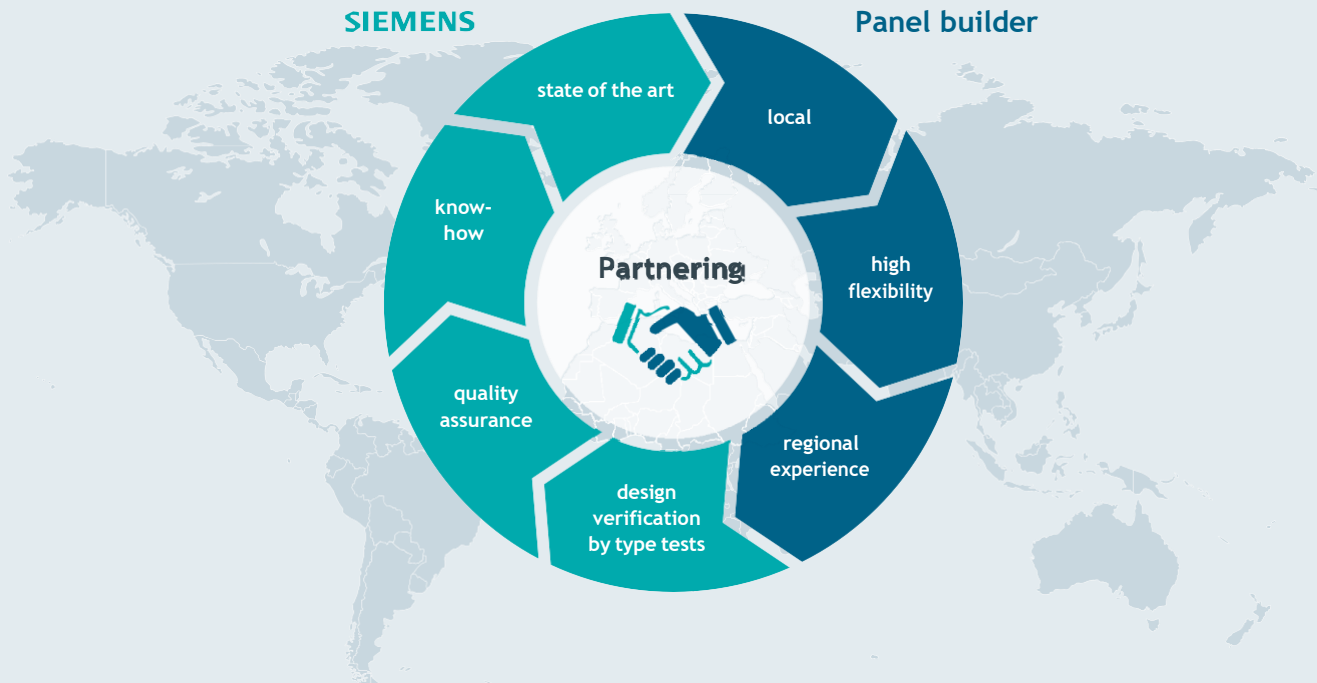 SIEMENS
Panel builder
state of the art
local
know-
how
high
flexibility
Partnering
quality
assurance
regional
experience
design
verification
by type tests